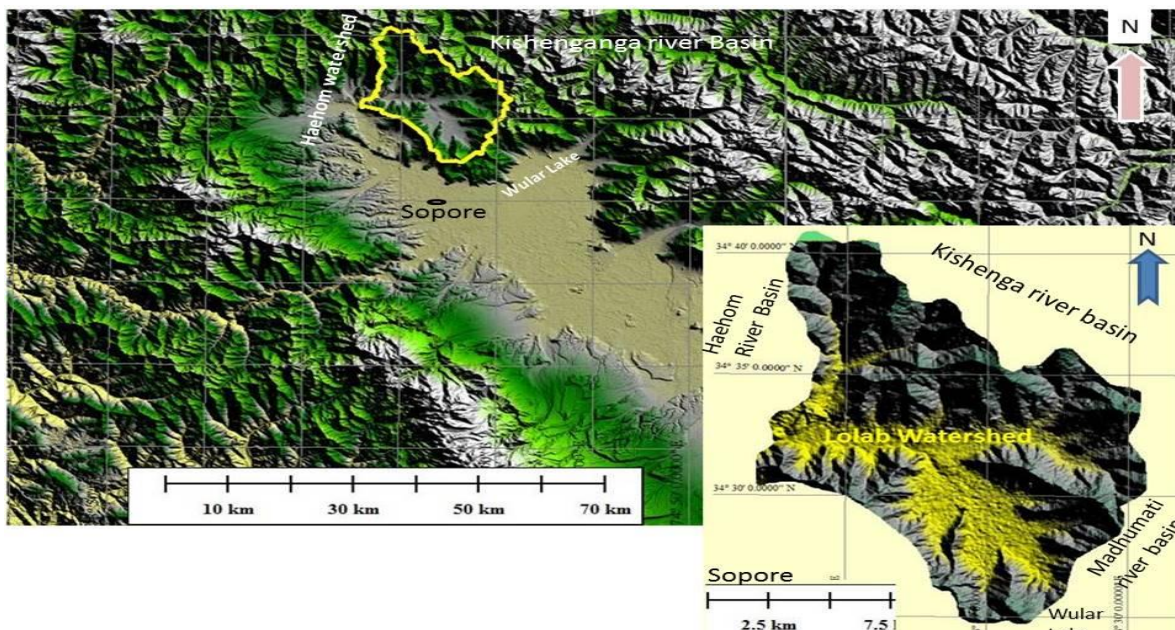 Kishenganga river Basin
N
Haehom watershed
Wular Lake
Sopore
10 km 30 km 50 km 70 km
N
34° 40' 0.0000" N
Kishenga river basin
Haehom
River Basin
34° 35' 0.0000" N
Lolab Watershed
34° 30' 0.0000" N
Madhumati
river basin
Sopore
Wular
2.5 km 7.5